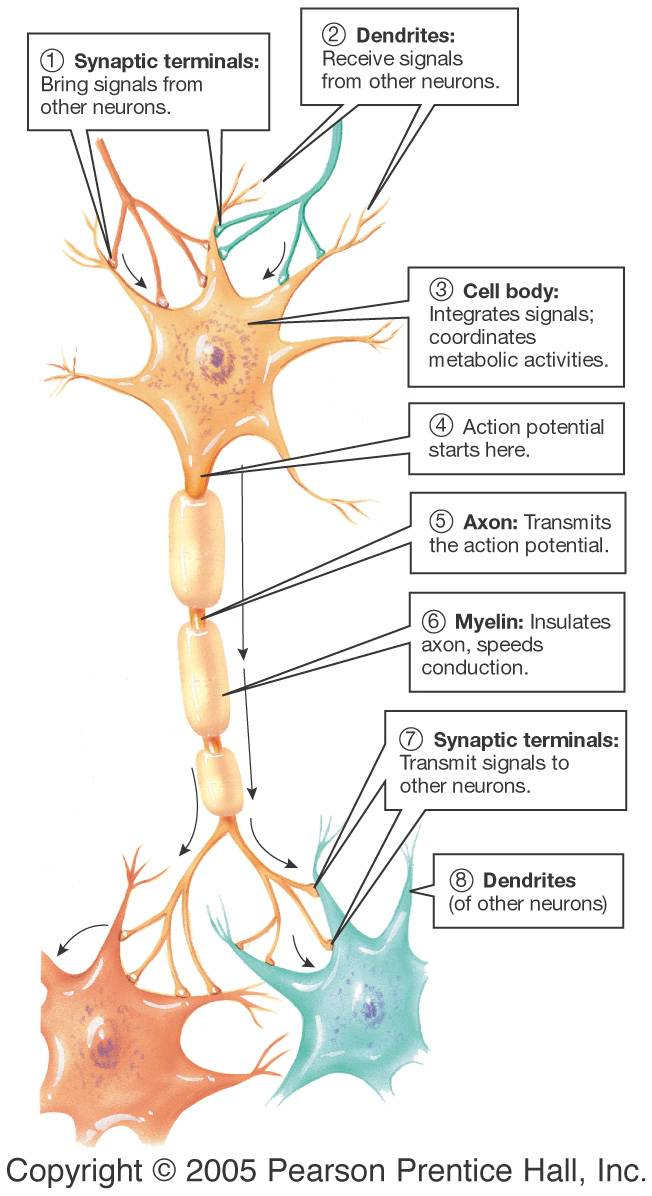 ① Synaptic terminals:
Bring signals from
other neurons.
② Dendrites:
Receive signals
from other neurons.
③ Cell body:
Integrates signals;
coordinates
metabolic activities.
④ Action potential
starts here.
⑤ Axon: Transmits
the action potential.
⑥ Myelin: Insulates
axon, speeds
conduction.
⑦ Synaptic terminals:
Transmit signals to
other neurons.
⑧ Dendrites
(of other neurons)
Copyright © 2005 Pearson Prentice Hall, Inc.